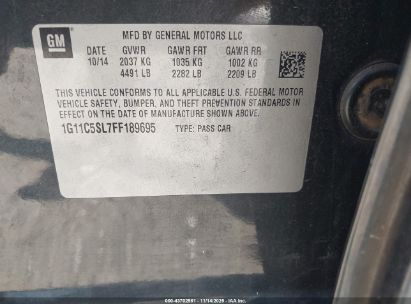 GM
MFD BY GENERAL MOTORS LLC
DATE GVWR GAWR FRT GAWR RR
10/14 2037 KG 1035 KG 1002 KG
4491 LB 2282 LB 2209 LB
THIS VEHICLE CONFORMS TO ALL APPLICABLE U.S. FEDERAL MOTOR
VEHICLE SAFETY, BUMPER, AND THEFT PREVENTION STANDARDS IN
EFFECT ON THE DATE OF MANUFACTURE SHOWN ABOVE.
1G11C5SL7FF189695 TYPE: PASS CAR